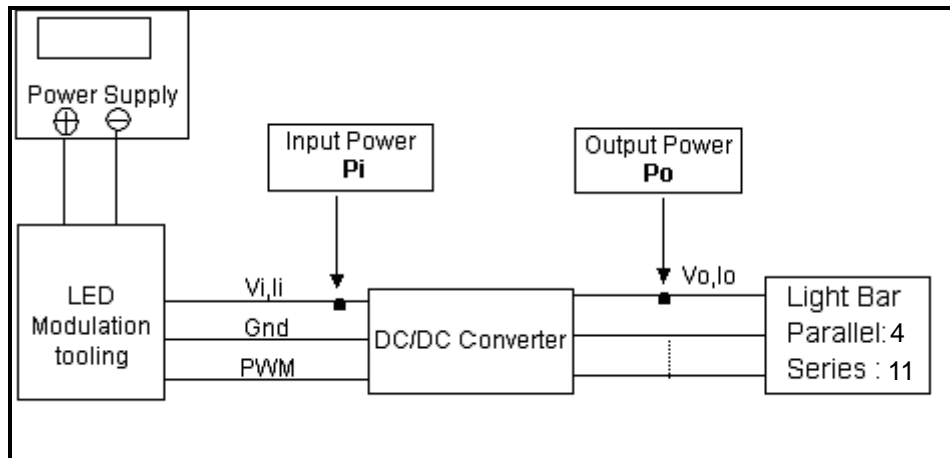 Power Supply
Input Power
Pi
Output Power
Po
LED
Modulation
tooling
Vi,Ii
Gnd
PWM
DC/DC Converter
Vo,Io
Light Bar
Parallel: 4
Series : 11